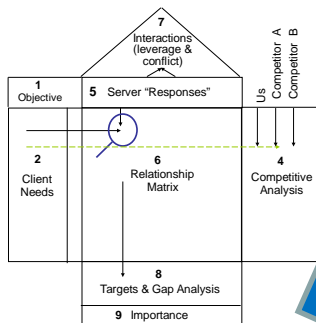 7
Interactions
(leverage &
conflict)
Us
Competitor A
Competitor B
1
Objective
5 Server “Responses”
2
Client
Needs
6
Relationship
Matrix
4
Competitive
Analysis
8
Targets & Gap Analysis
9 Importance